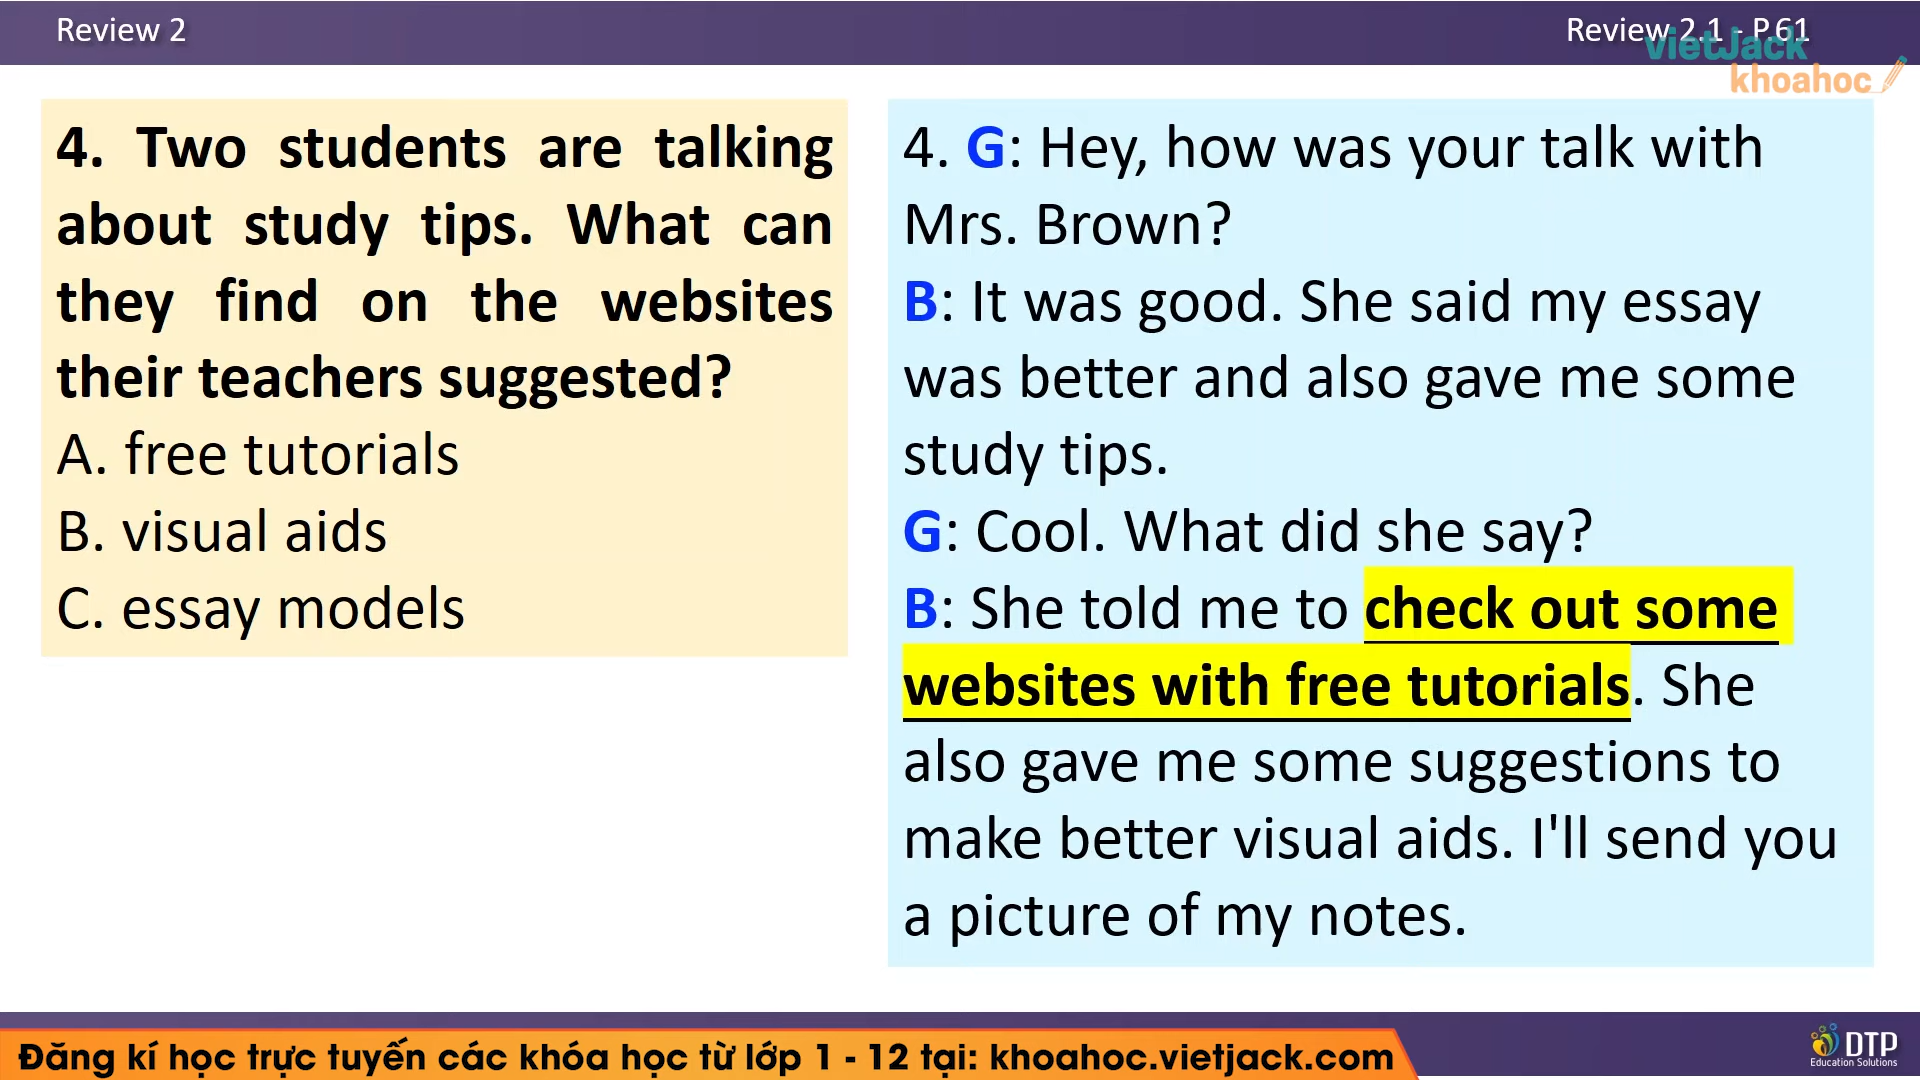 Review 2
Review 2.1 - P.61
vietJack
khoahoc
4. Two students are talking
about study tips. What can
they find on the websites
their teachers suggested?
A. free tutorials
B. visual aids
C. essay models
4. G: Hey, how was your talk with
Mrs. Brown?
B: It was good. She said my essay
was better and also gave me some
study tips.
G: Cool. What did she say?
B: She told me to check out some
websites with free tutorials. She
also gave me some suggestions to
make better visual aids. I'll send you
a picture of my notes.
Đăng kí học trực tuyến các khóa học từ lớp 1 - 12 tại: khoahoc.vietjack.com
DTP
Education Solutions